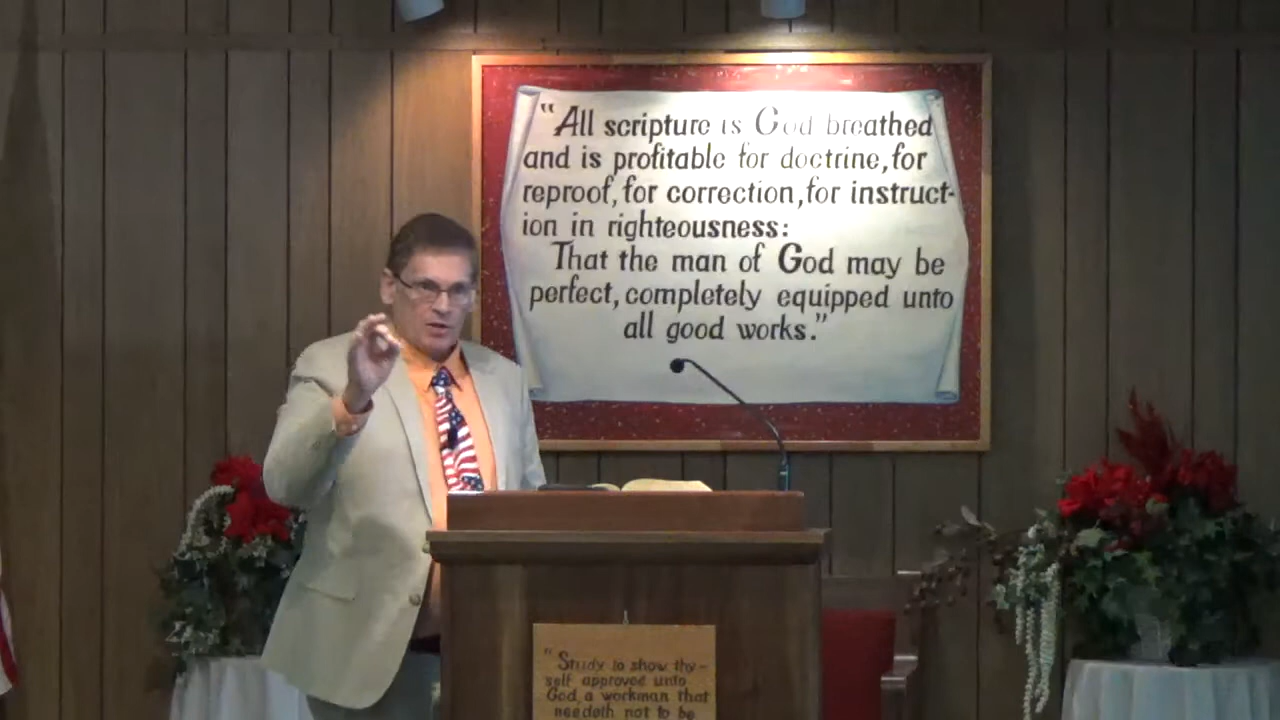 "All scripture is God breathed
and is profitable for doctrine, for
reproof, for correction, for instruct-
ion in righteousness:
That the man of God may be
perfect, completely equipped unto
all good works."
"Study to show thy-
self approved unto
God, a workman that
needeth not to be